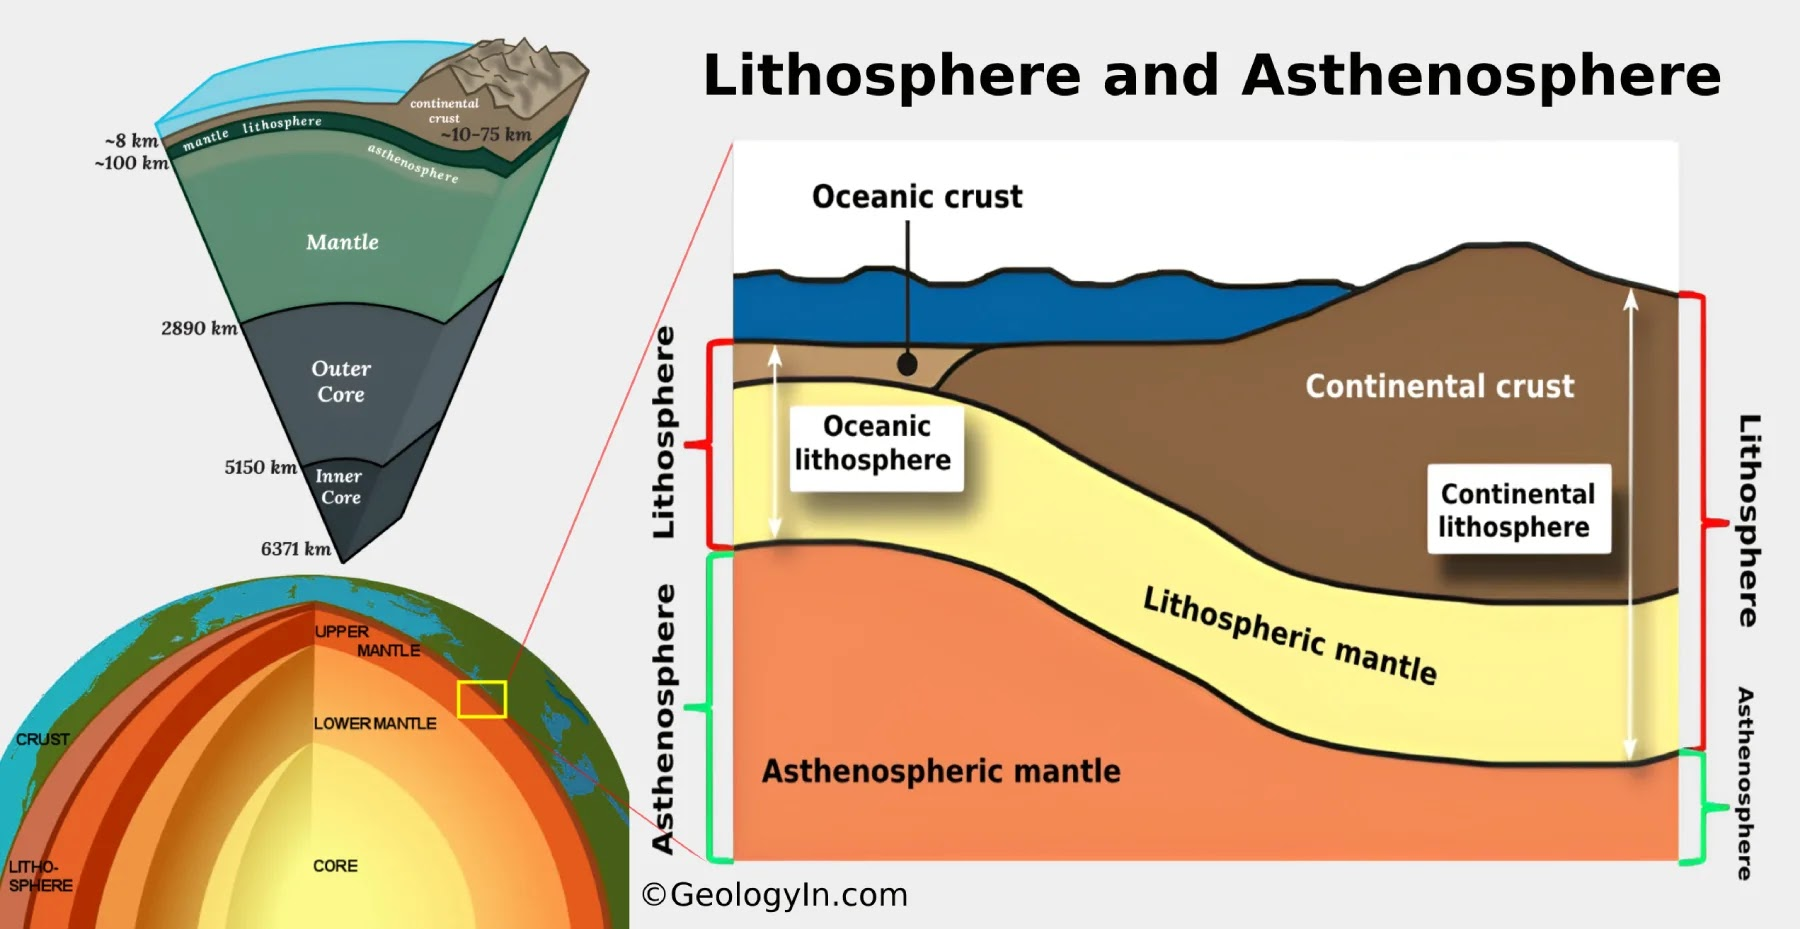 Lithosphere and Asthenosphere
continental
crust
~10-75 km
~8 km
~100 km
mantle lithosphere
asthenosphere
Mantle
2890 km
Outer
Core
5150 km
Inner
Core
6371 km
UPPER
MANTLE
LOWER MANTLE
CRUST
LITHO-
SPHERE
CORE
Lithosphere
Asthenosphere
Oceanic crust
Oceanic
lithosphere
Continental crust
Continental
lithosphere
Lithospheric mantle
Asthenospheric mantle
Lithosphere
Asthenosphere
©GeologyIn.com